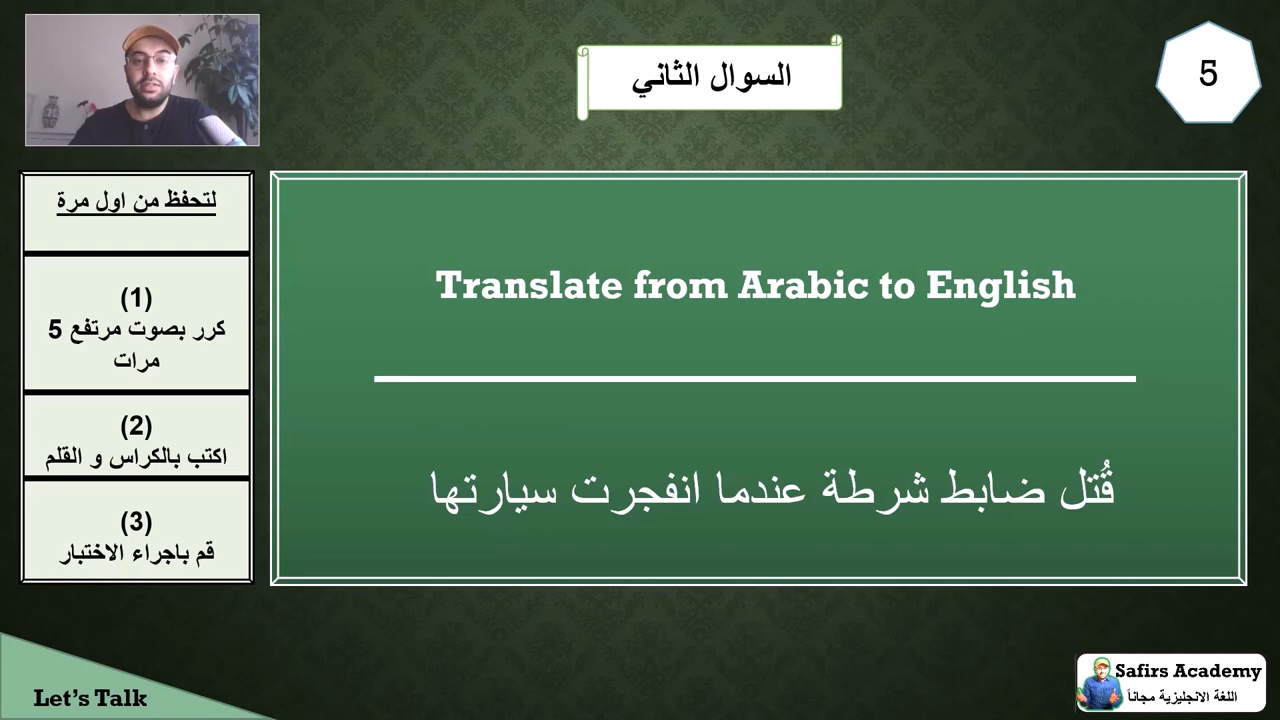 السوال الثاني
5
لتحفظ من اول مرة
(1)
كرر بصوت مرتفع 5
مرات
(2)
اكتب بالكراس و القلم
(3)
قم باجراء الاختبار
Translate from Arabic to English
قُتل ضابط شرطة عندما انفجرت سيارتها
Let's Talk
Safirs Academy
اللغة الانجليزية مجاناً